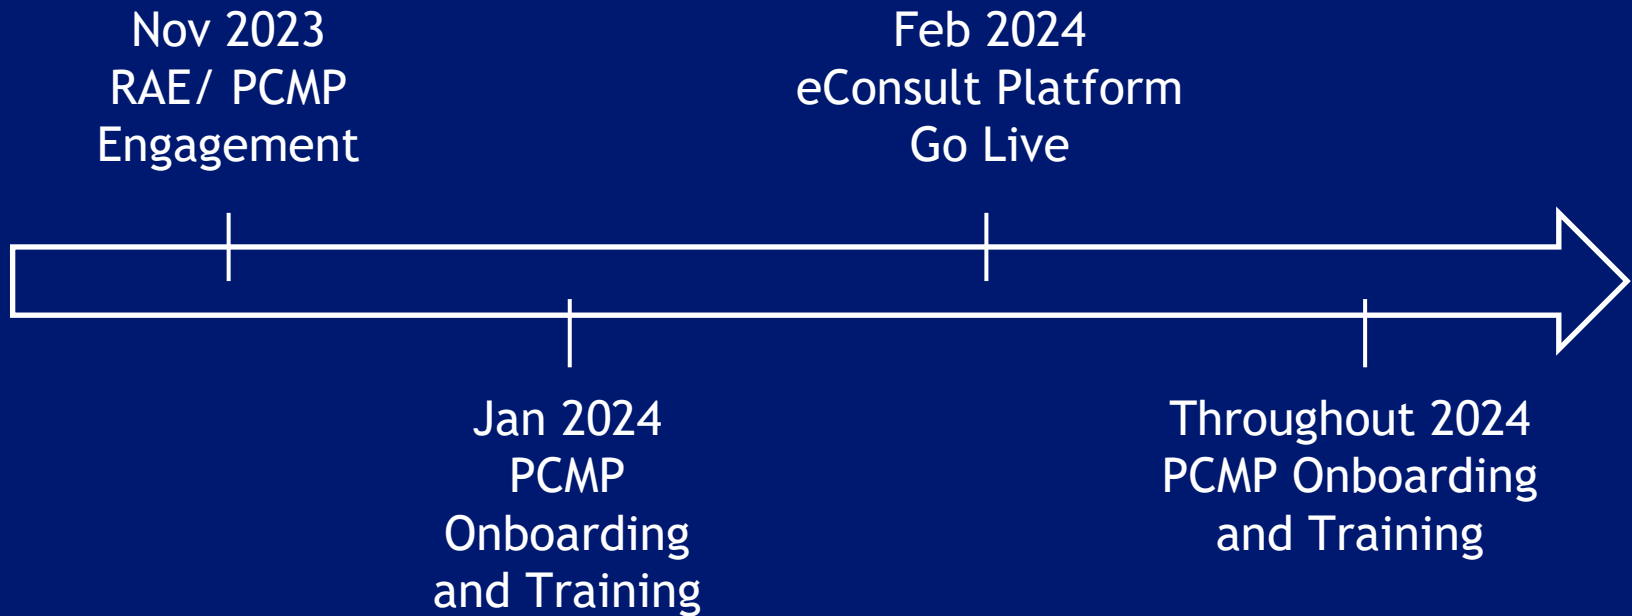 Nov 2023
RAE/ PCMP
Engagement
Feb 2024
eConsult Platform
Go Live
Jan 2024
PCMP
Onboarding
and Training
Throughout 2024
PCMP Onboarding
and Training